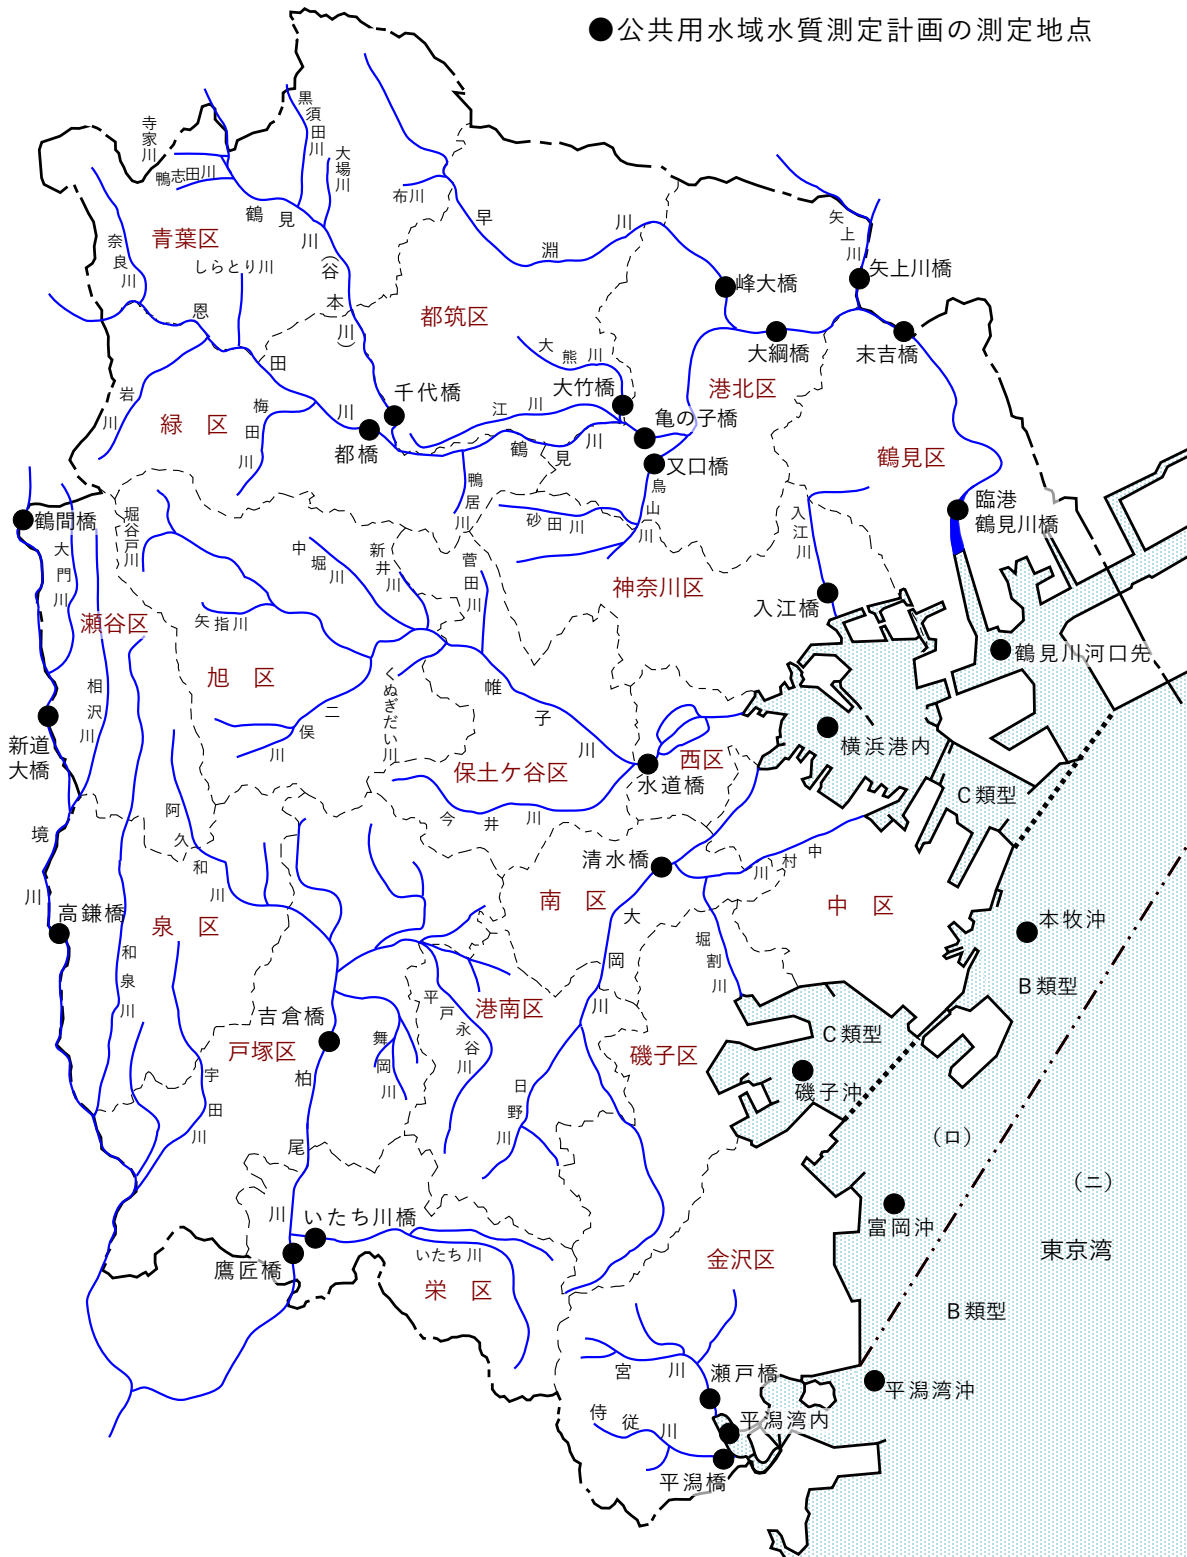 ●公共用水域水質測定計画の測定地点
寺家川
鴨志田川
黒須田川
大場川
鶴見川(谷本川)
布川
早淵川
矢上川
矢上川橋
青葉区
奈良川
しらとり川
恩田川
都筑区
峰大橋
大綱橋
末吉橋
大熊川
大竹橋
港北区
千代橋
江川
亀の子橋
岩川
緑 区
梅田川
都橋
鶴見川
又口橋
鶴見区
鴨居川
鳥山川
砂田川
臨港
鶴見川橋
鶴間橋
大門川
堀谷戸川
中堀川
新井川
菅田川
入江川
神奈川区
入江橋
瀬谷区
矢指川
旭 区
相沢川
くぬぎだい川
帷子川
二俣川
鶴見川河口先
横浜港内
新道
大橋
保土ケ谷区
西区
水道橋
C類型
境川
阿久和川
今井川
清水橋
中村川
高鎌橋
泉 区
南 区
大岡川
中 区
本牧沖
和泉川
堀割川
B類型
平戸永谷川
港南区
吉倉橋
戸塚区
舞岡川
磯子区
C類型
磯子沖
宇田川
柏尾川
日野川
(ロ)
(ニ)
富岡沖
いたち川橋
いたち川
鷹匠橋
栄 区
金沢区
東京湾
B類型
宮川
瀬戸橋
平潟湾沖
侍従川
平潟湾内
平潟橋